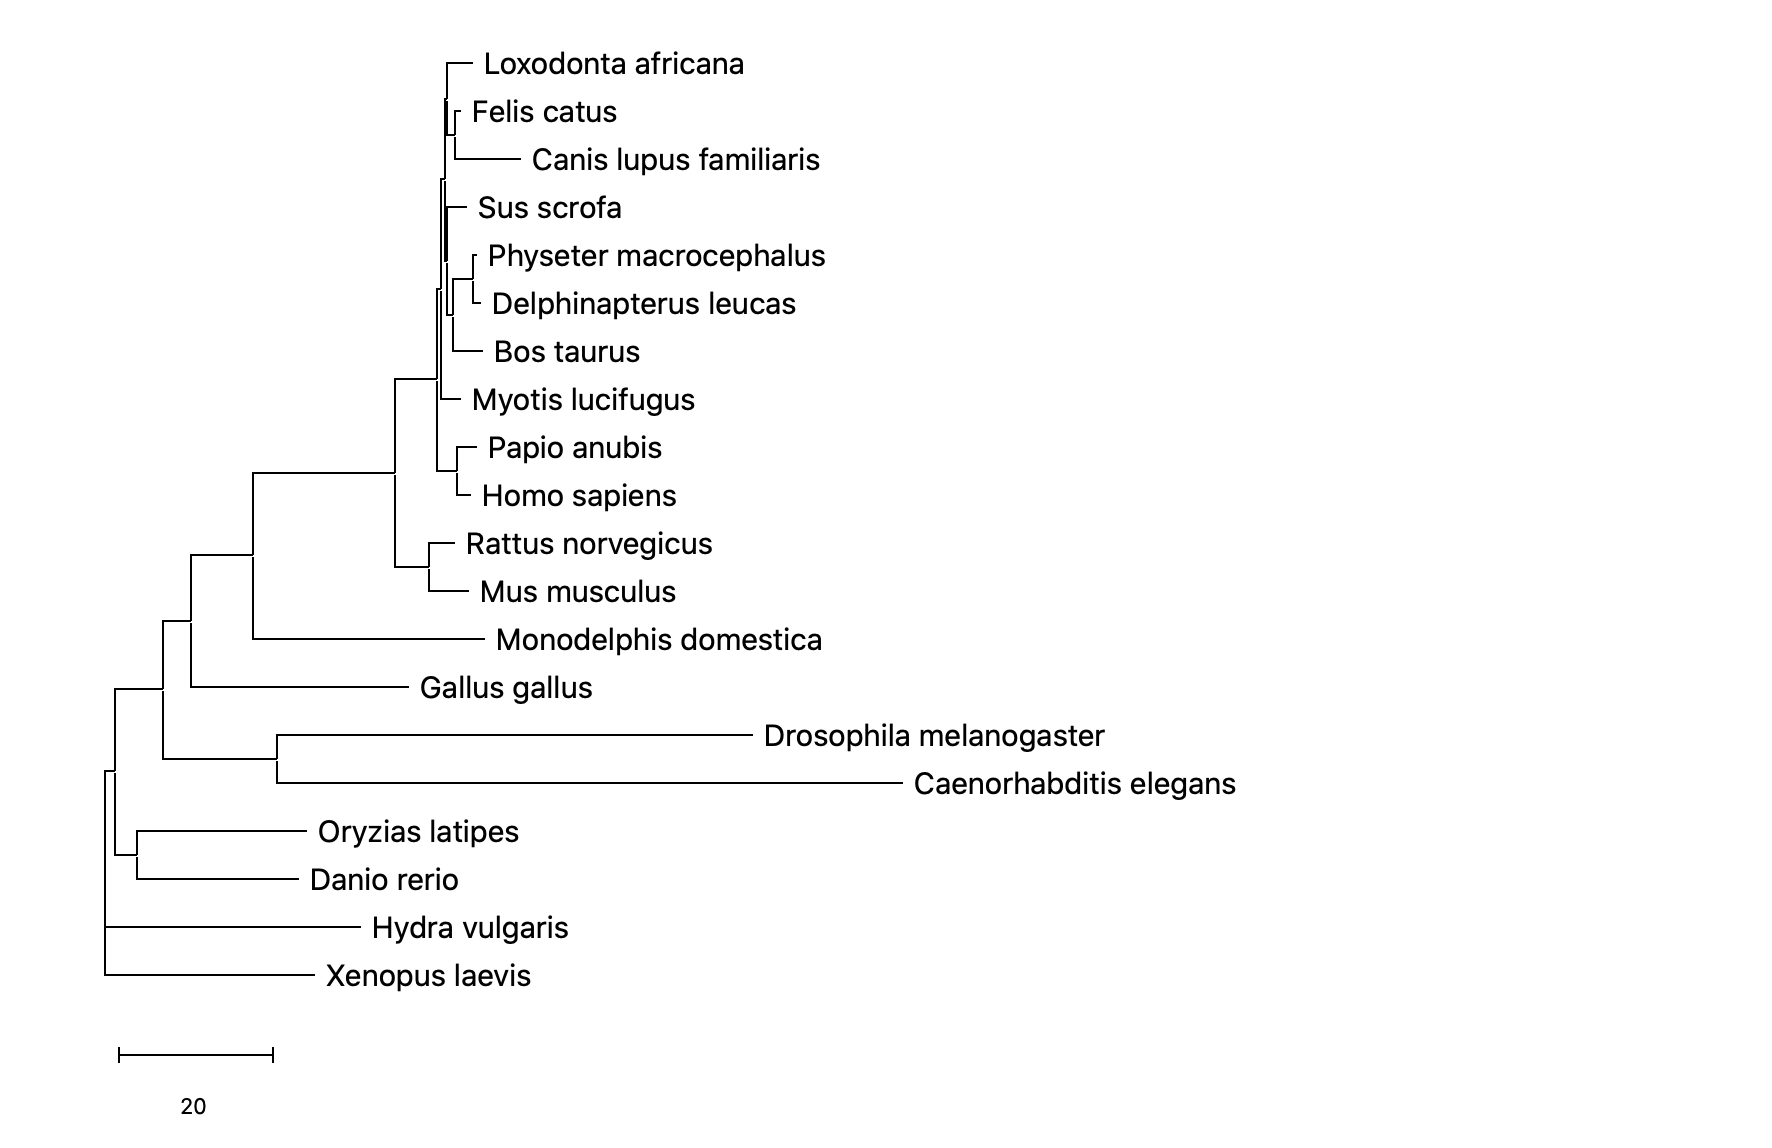 Loxodonta africana
Felis catus
Canis lupus familiaris
Sus scrofa
Physeter macrocephalus
Delphinapterus leucas
Bos taurus
Myotis lucifugus
Papio anubis
Homo sapiens
Rattus norvegicus
Mus musculus
Monodelphis domestica
Gallus gallus
Drosophila melanogaster
Caenorhabditis elegans
Oryzias latipes
Danio rerio
Hydra vulgaris
Xenopus laevis
20